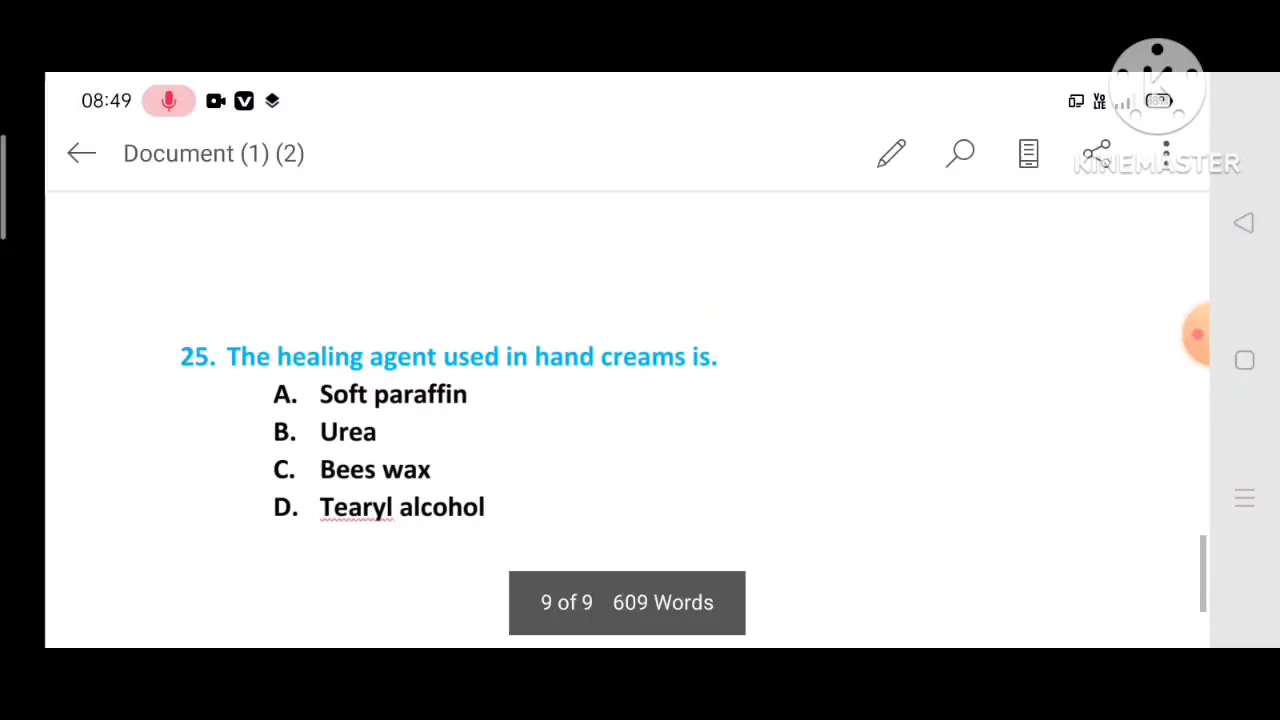 08:49
Document (1) (2)
KINEMASTER
25. The healing agent used in hand creams is.
A. Soft paraffin
B. Urea
C. Bees wax
D. Tearyl alcohol
9 of 9 609 Words